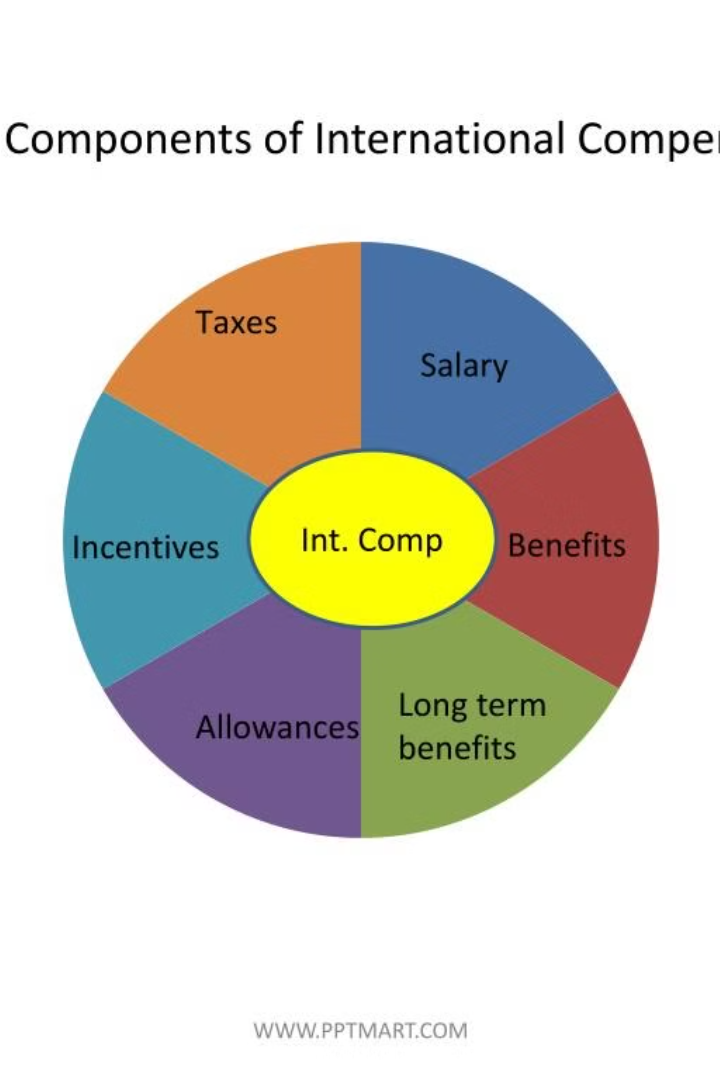 Components of International Compe
Taxes
Salary
Incentives
Int. Comp
Benefits
Allowances
Long term
benefits
WWW.PPTMART.COM